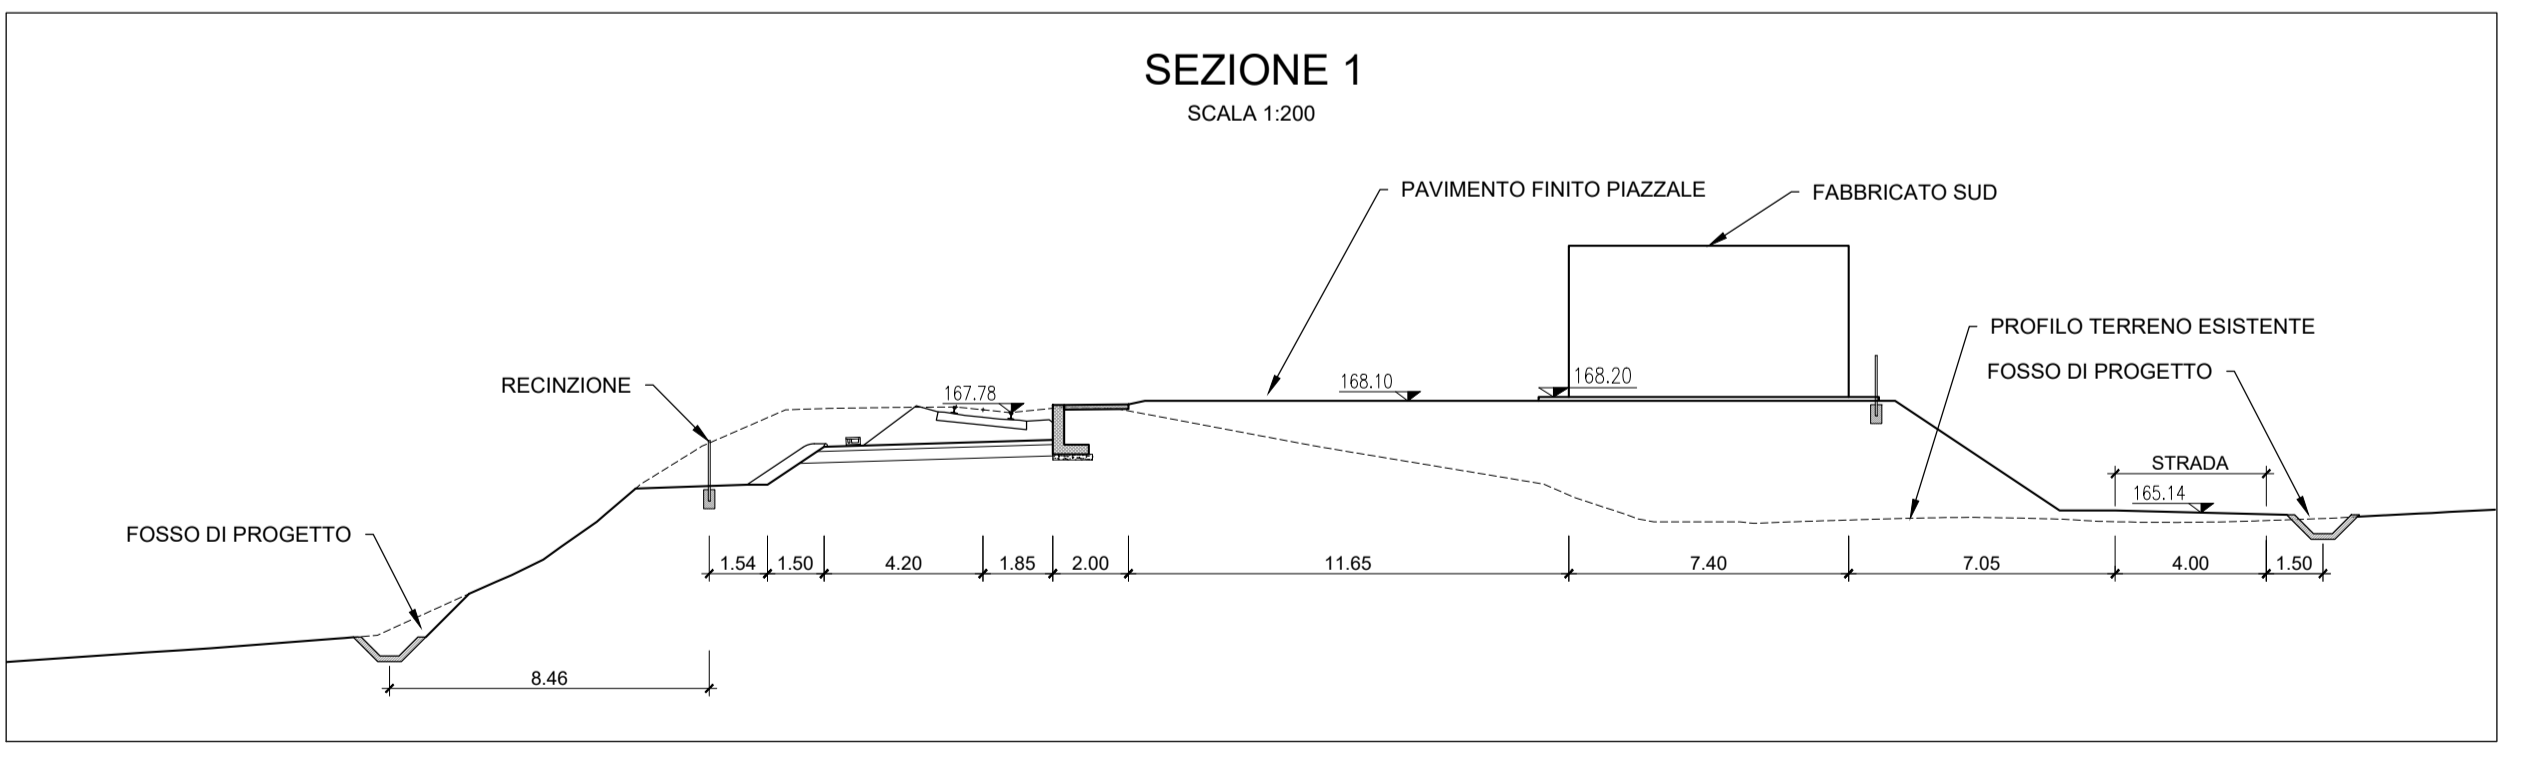 SEZIONE 1
SCALA 1:200
PAVIMENTO FINITO PIAZZALE
FABBRICATO SUD
PROFILO TERRENO ESISTENTE
FOSSO DI PROGETTO
RECINZIONE
167.78
168.10
168.20
STRADA
165.14
FOSSO DI PROGETTO
1.54 1.50 4.20 1.85 2.00 11.65 7.40 7.05 4.00 1.50
8.46